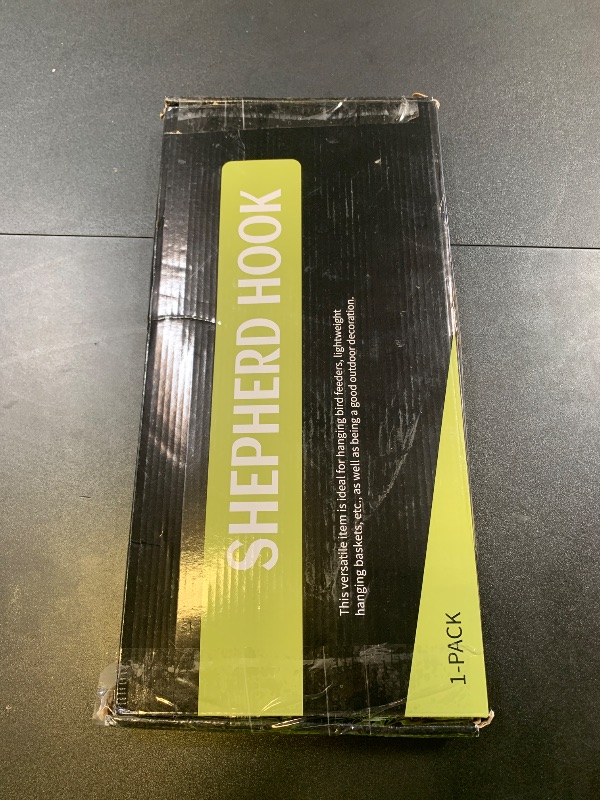 SHEPHERD HOOK
This versatile item is ideal for hanging bird feeders, lightweight
hanging baskets, etc., as well as being a good outdoor decoration.
1-PACK